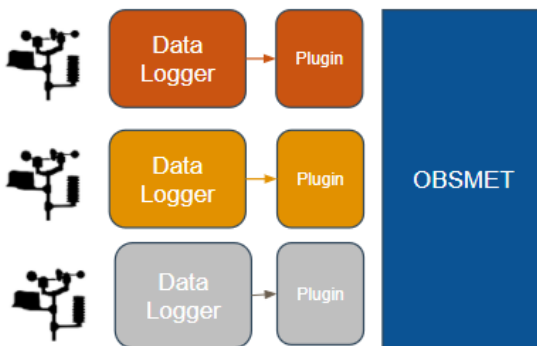 Data
Logger
Plugin
Data
Logger
Plugin
OBSMET
Data
Logger
Plugin